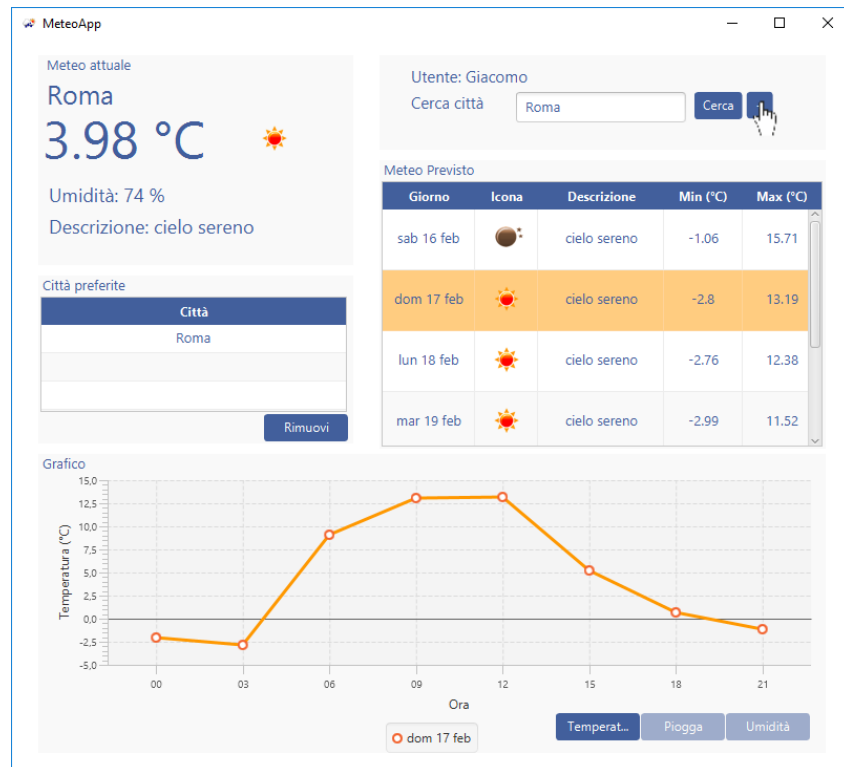 MeteoApp
Meteo attuale
Roma
3.98 °C
Umidità: 74 %
Descrizione: cielo sereno
Utente: Giacomo
Cerca città
Roma
Cerca
Meteo Previsto
Giorno Icona Descrizione Min (°C) Max (°C)
sab 16 feb cielo sereno -1.06 15.71
dom 17 feb cielo sereno -2.8 13.19
lun 18 feb cielo sereno -2.76 12.38
mar 19 feb cielo sereno -2.99 11.52
Città preferite
Città
Roma
Rimuovi
Grafico
Temperatura (°C)
15,0
12,5
10,0
7,5
5,0
2,5
0,0
-2,5
-5,0
00 03 06 09 12 15 18 21
Ora
dom 17 feb
Temperat... Piogga Umidità